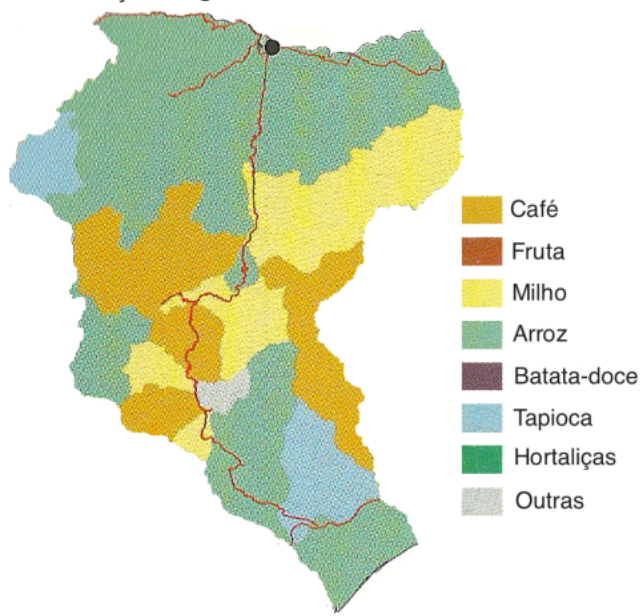 Café
Fruta
Milho
Arroz
Batata-doce
Tapioca
Hortaliças
Outras